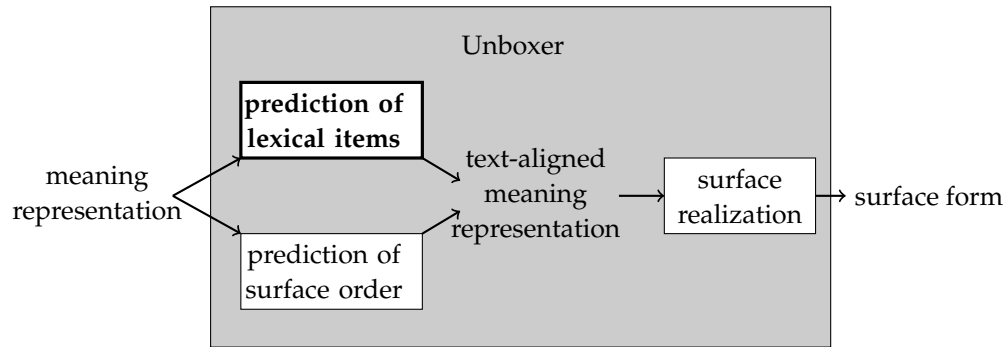 Unboxer
prediction of
lexical items
meaning
representation
text-aligned
meaning
representation
surface
realization
surface form
prediction of
surface order